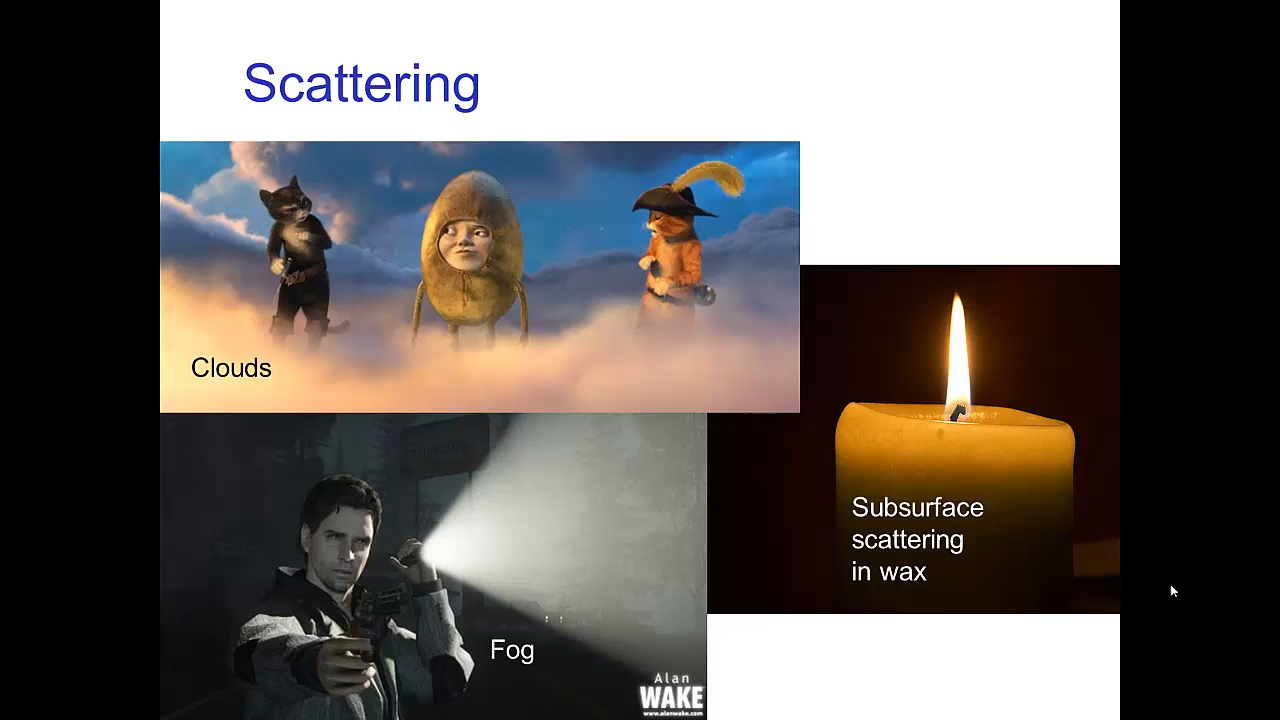 Scattering
Clouds
Subsurface
scattering
in wax
Fog
Alan
WAKE
www.alanwake.com